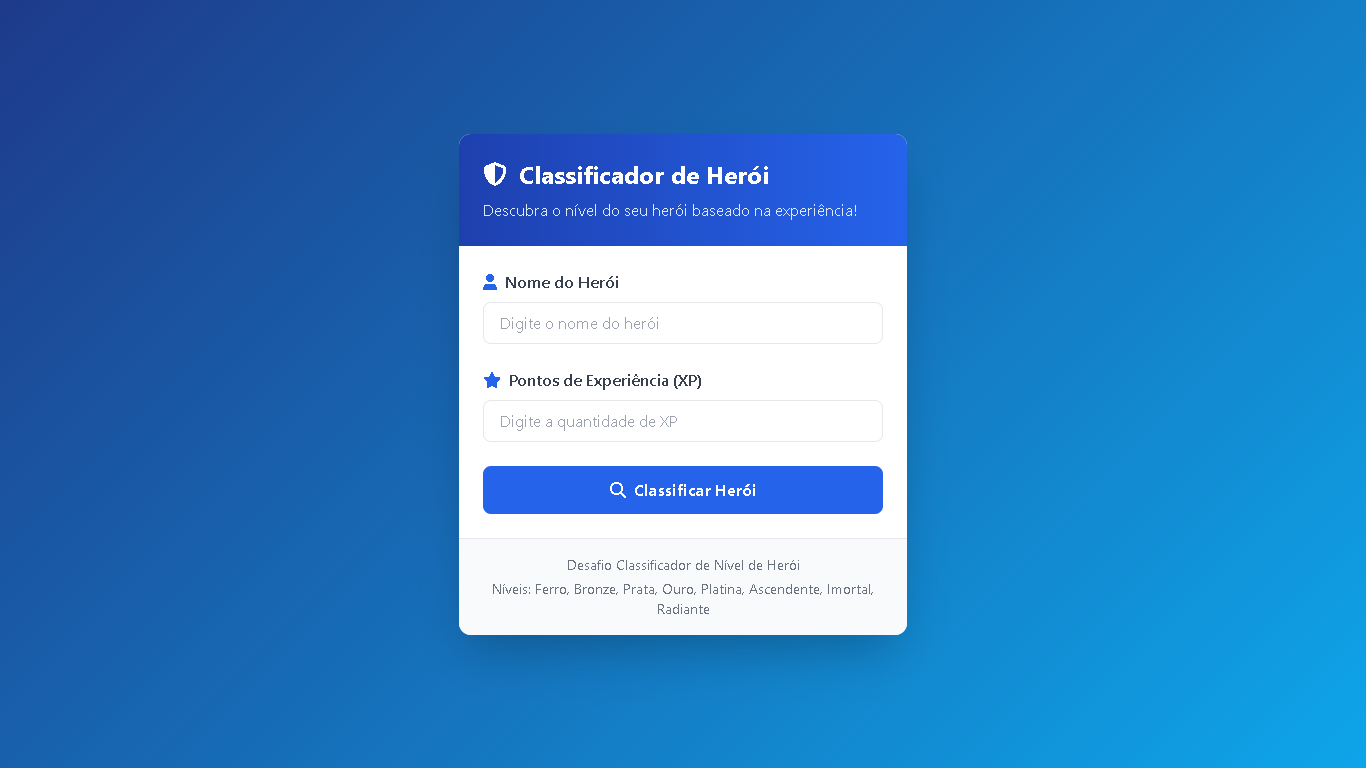 Classificador de Herói
Descubra o nível do seu herói baseado na experiência!
Nome do Herói
Digite o nome do herói
Pontos de Experiência (XP)
Digite a quantidade de XP
Classificar Herói
Desafio Classificador de Nível de Herói
Níveis: Ferro, Bronze, Prata, Ouro, Platina, Ascendente, Imortal,
Radiante